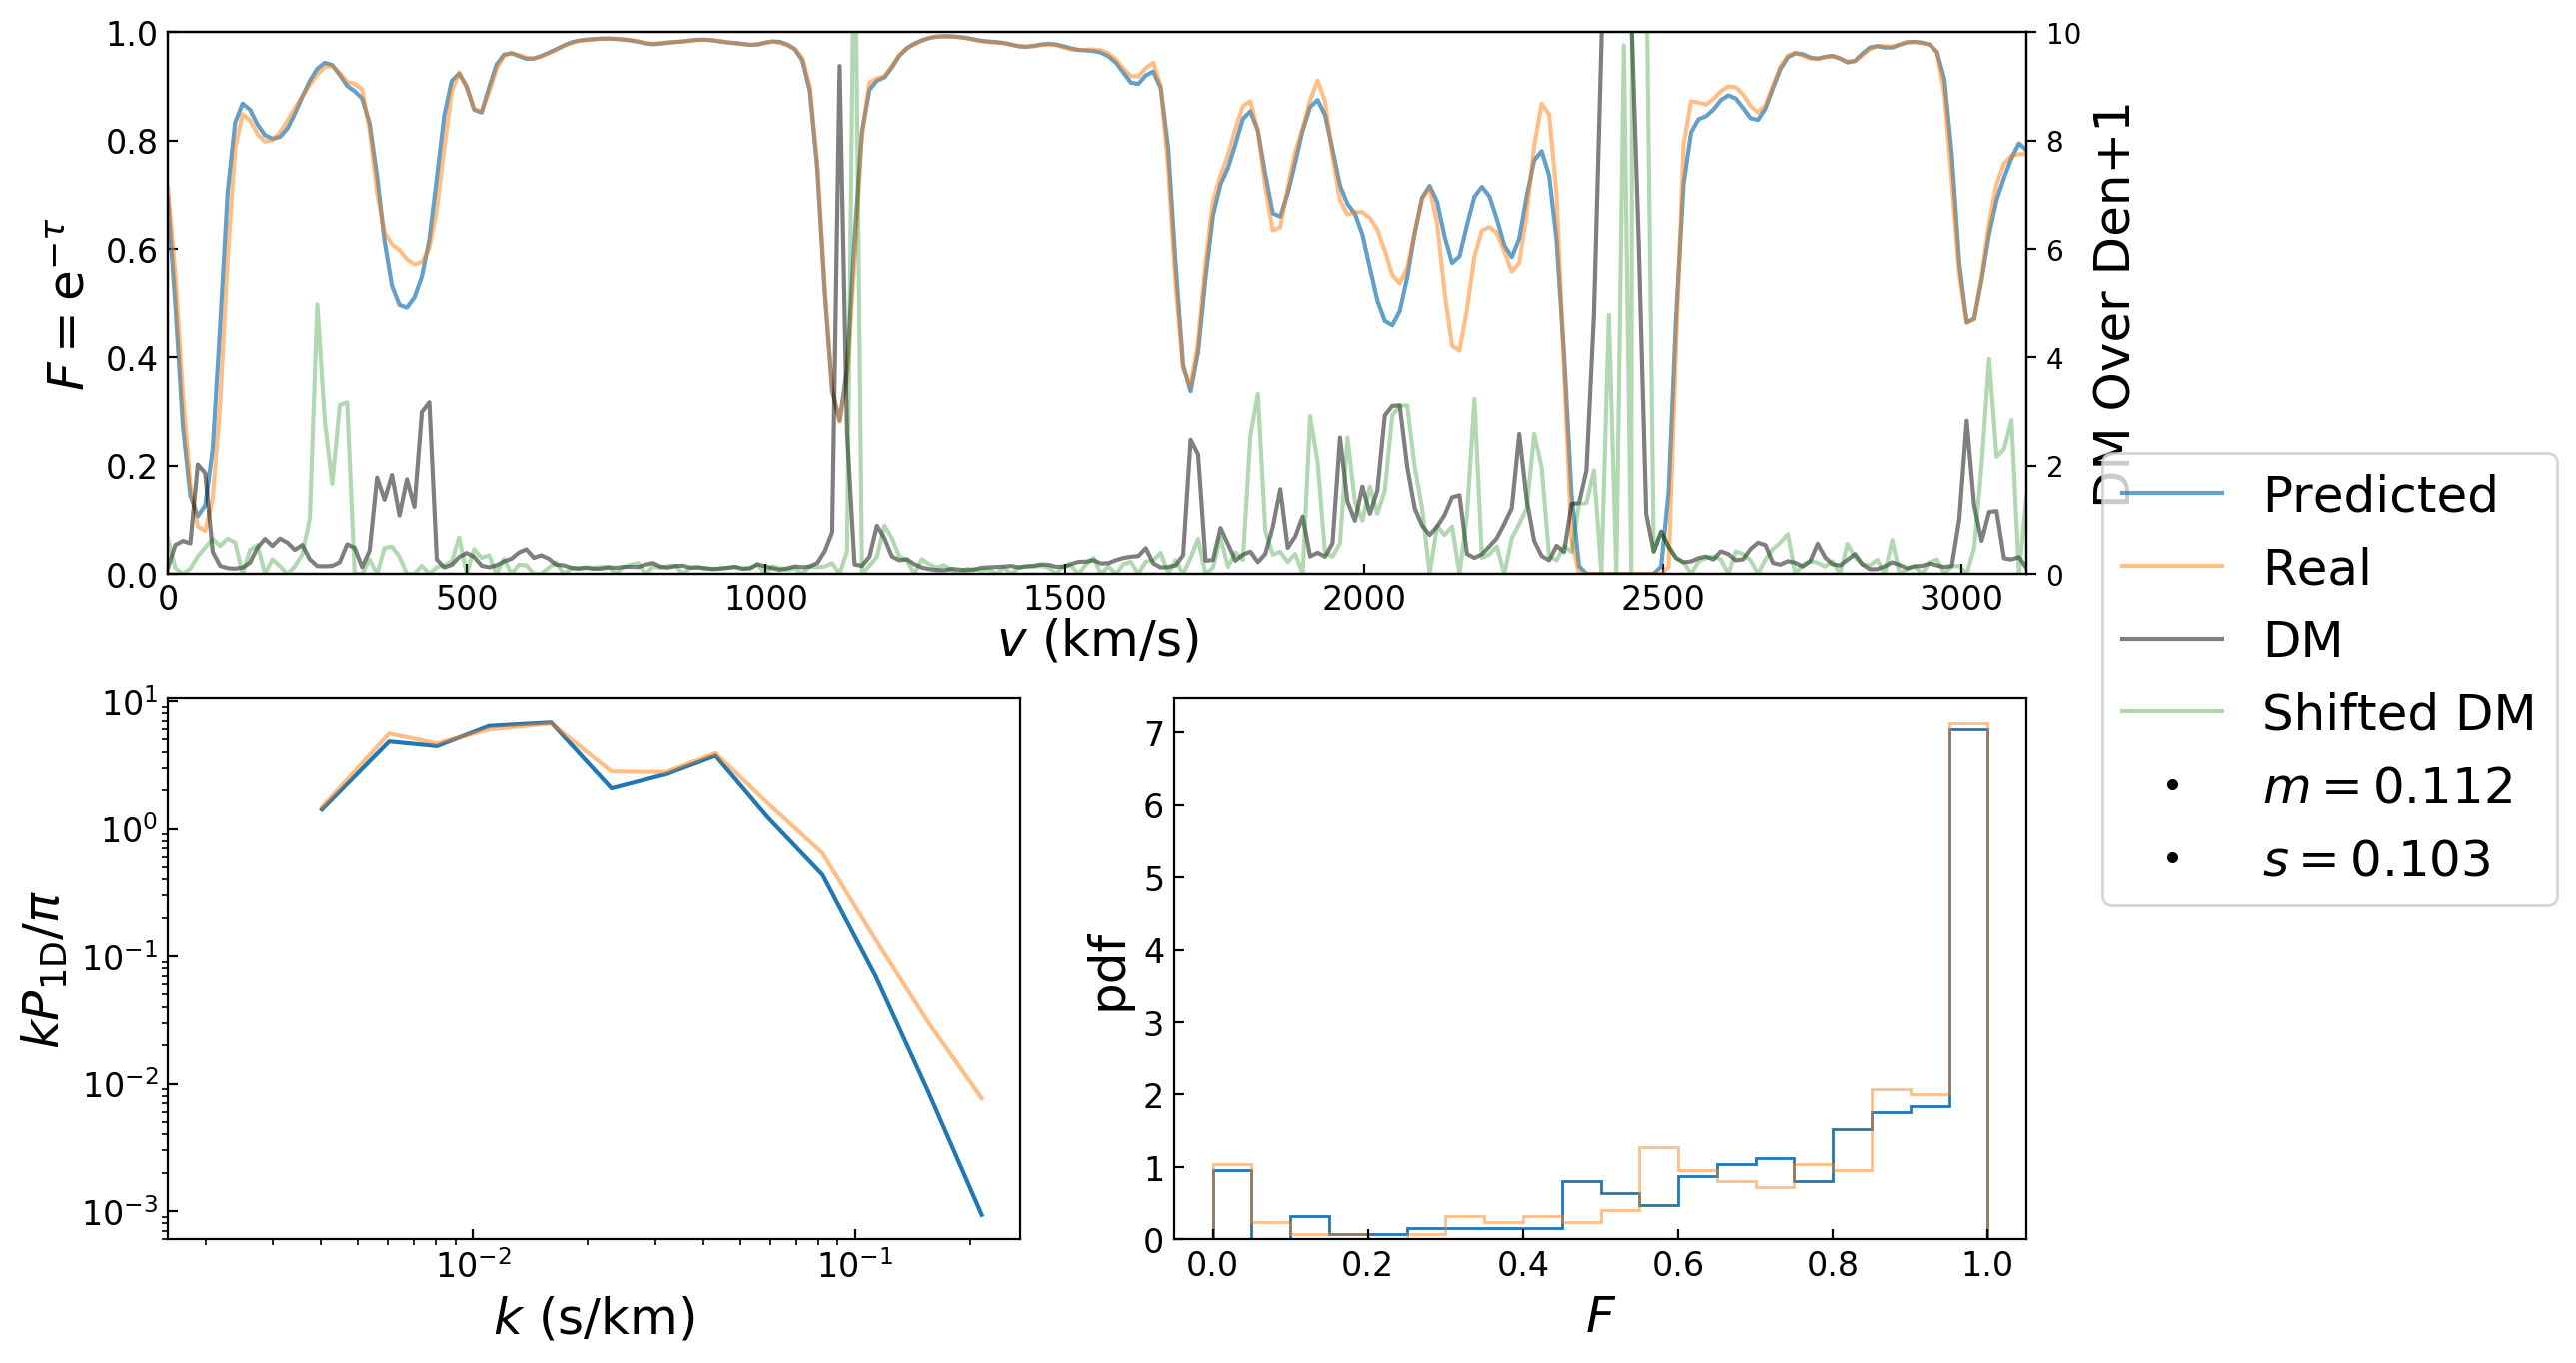 1.0
0.8
0.6
0.4
0.2
0.0
F = e^{-τ}
0 500 1000 1500 2000 2500 3000
v (km/s)
10
8
6
4
2
0
DM Over Den+1
Predicted
Real
DM
Shifted DM
m = 0.112
s = 0.103
10^1
10^0
10^{-1}
10^{-2}
10^{-3}
kP_{1D}/π
10^{-2} 10^{-1}
k (s/km)
7
6
5
4
3
2
1
0
pdf
0.0 0.2 0.4 0.6 0.8 1.0
F